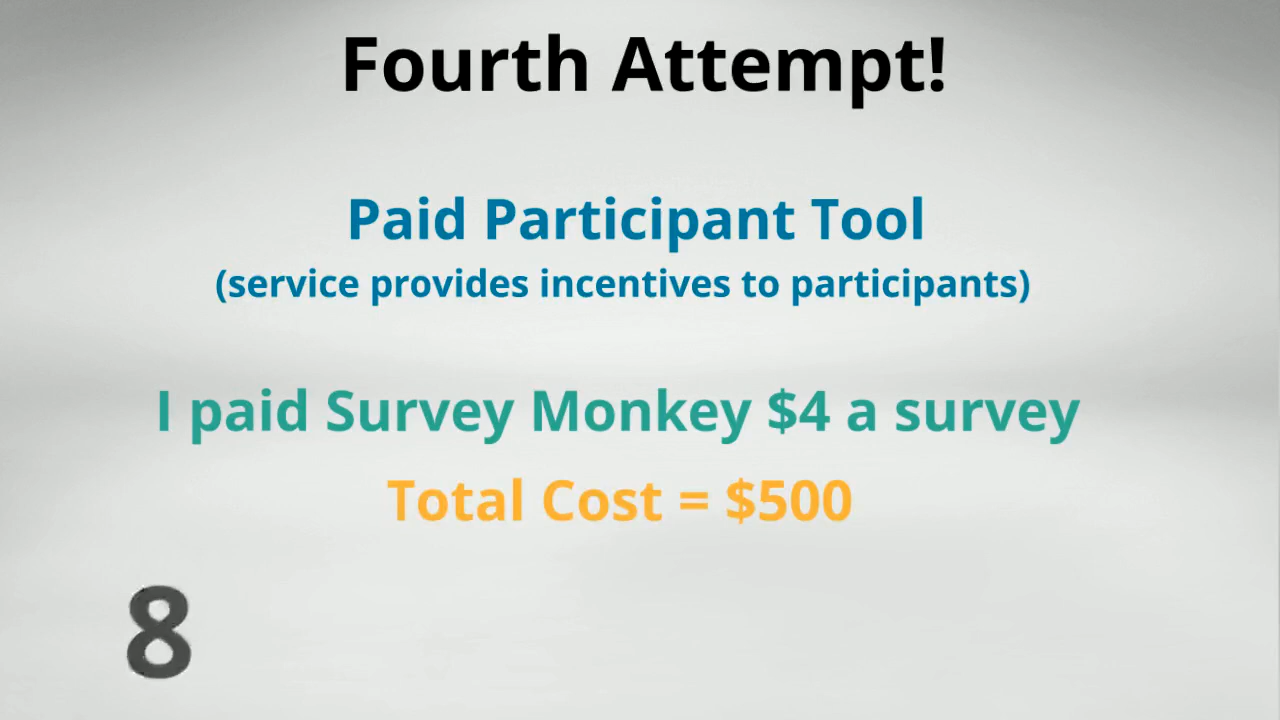 Fourth Attempt!
Paid Participant Tool
(service provides incentives to participants)
I paid Survey Monkey $4 a survey
Total Cost = $500
8